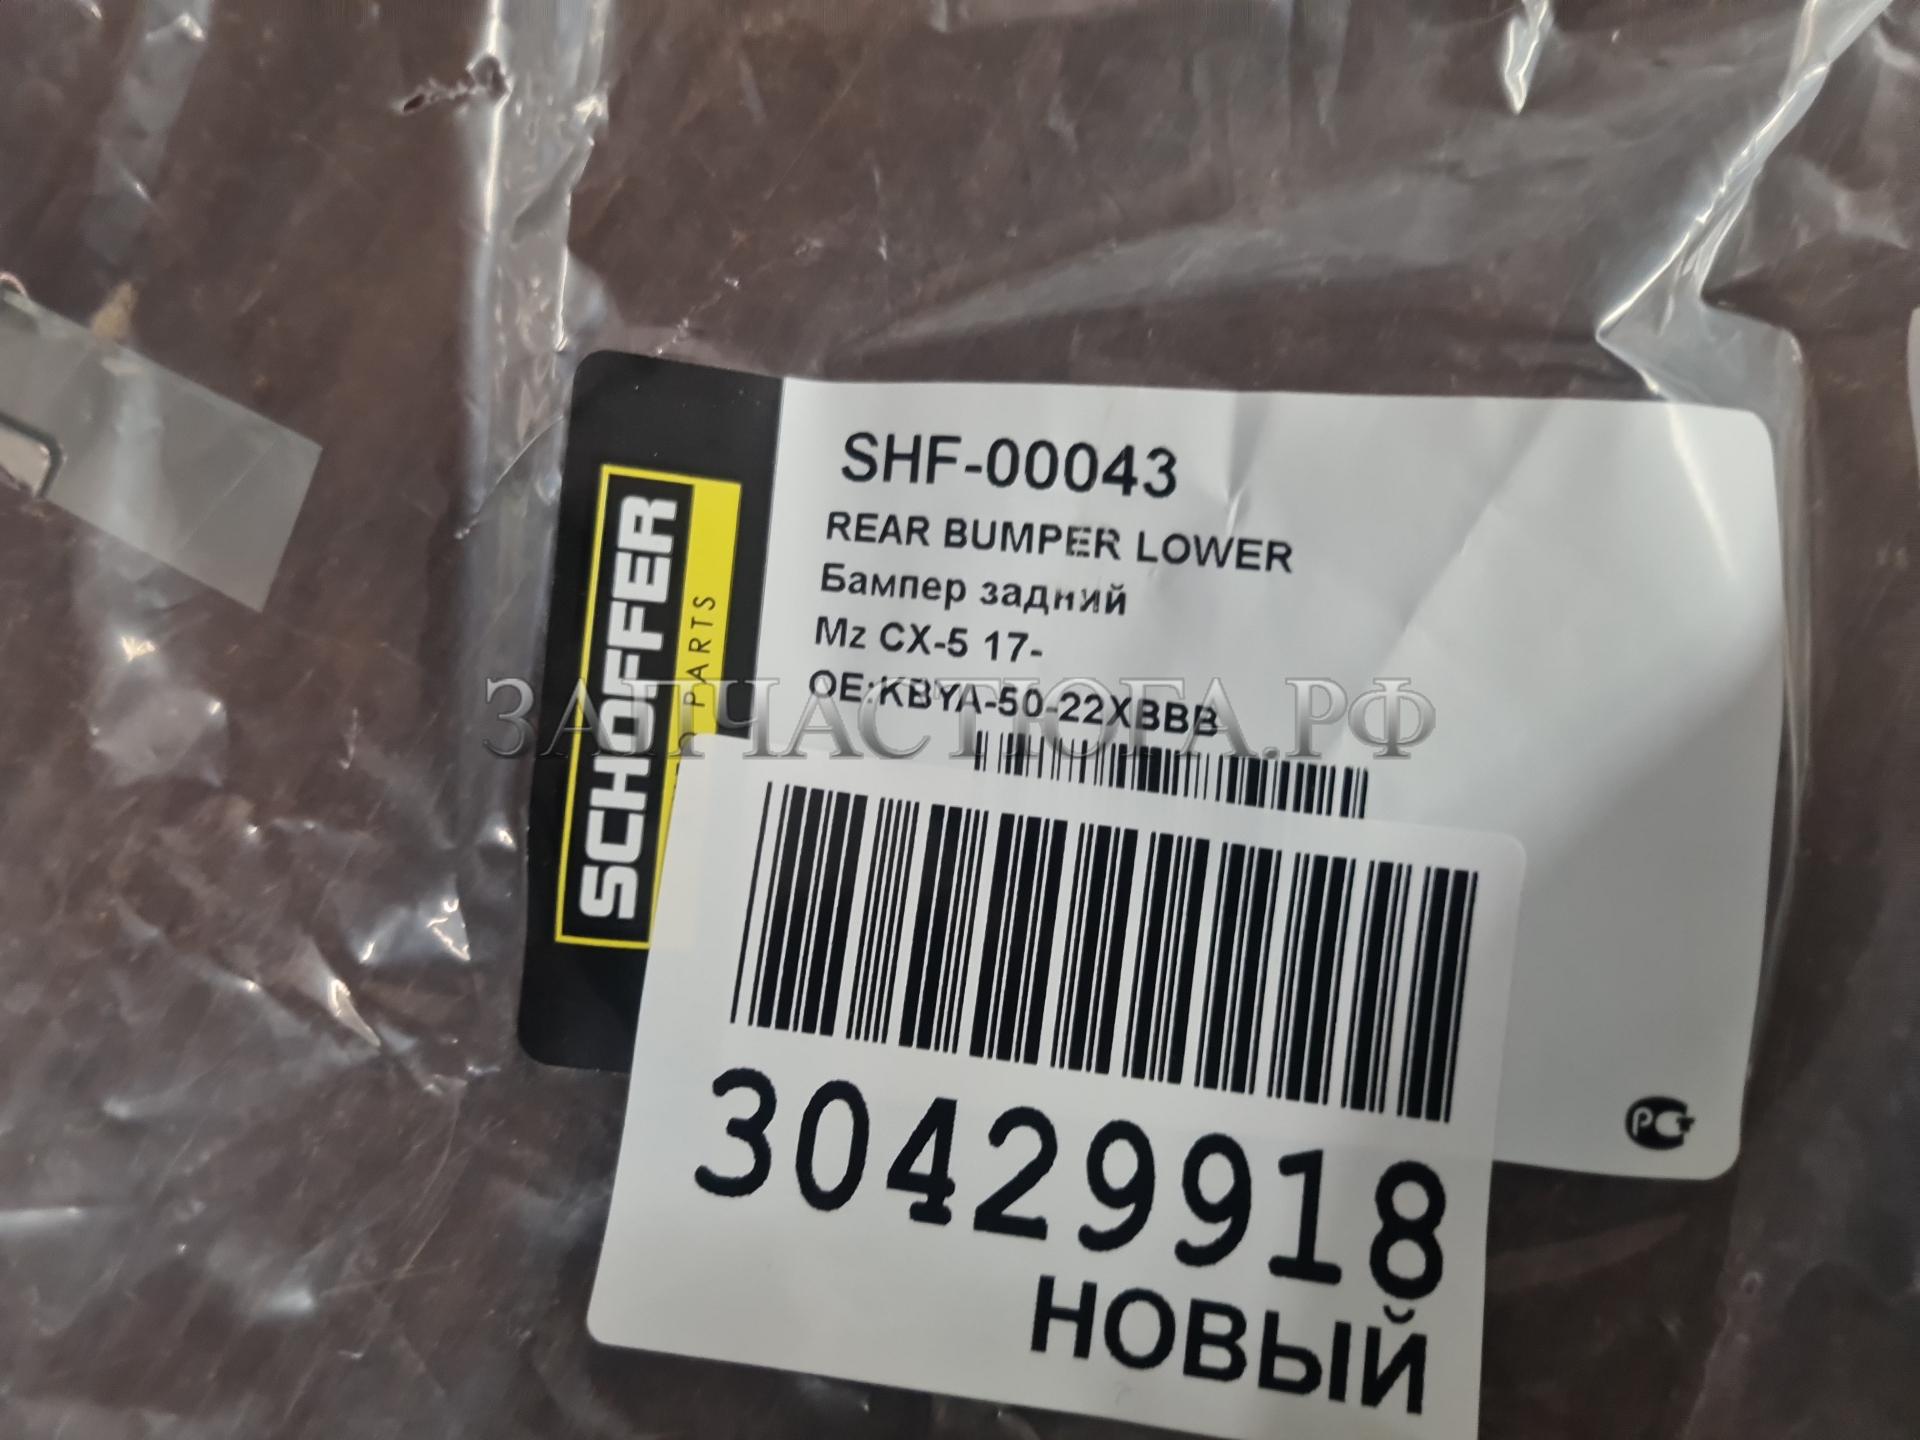 SHF-00043
REAR BUMPER LOWER
Бампер задний
Mz CX-5 17-
OE:KBYA-50-22XBBB
SCHOFFER
PARTS
ЗАПЧАСТЮГА.РФ
30429918
НОВЫЙ